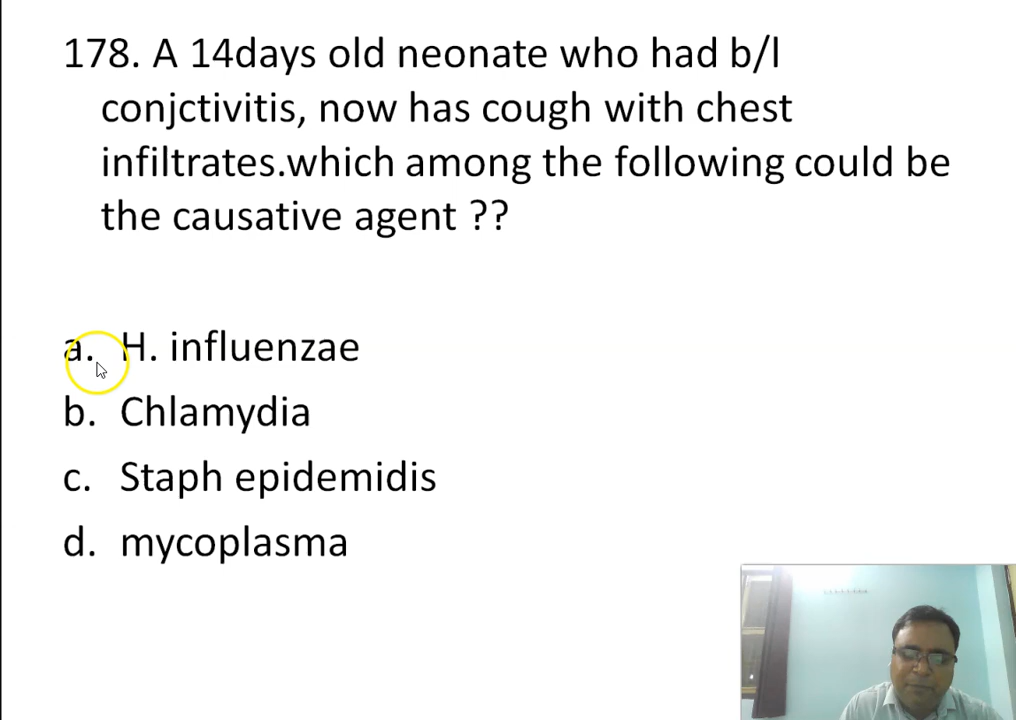 178. A 14days old neonate who had b/l
conjctivitis, now has cough with chest
infiltrates.which among the following could be
the causative agent ??
a. H. influenzae
b. Chlamydia
c. Staph epidemidis
d. mycoplasma